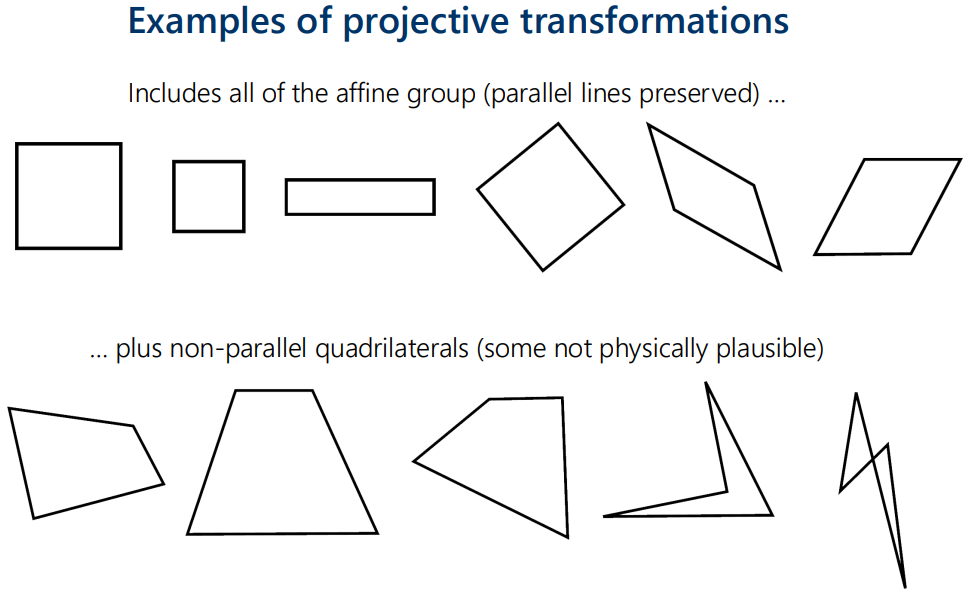 Examples of projective transformations
Includes all of the affine group (parallel lines preserved) ...
... plus non-parallel quadrilaterals (some not physically plausible)